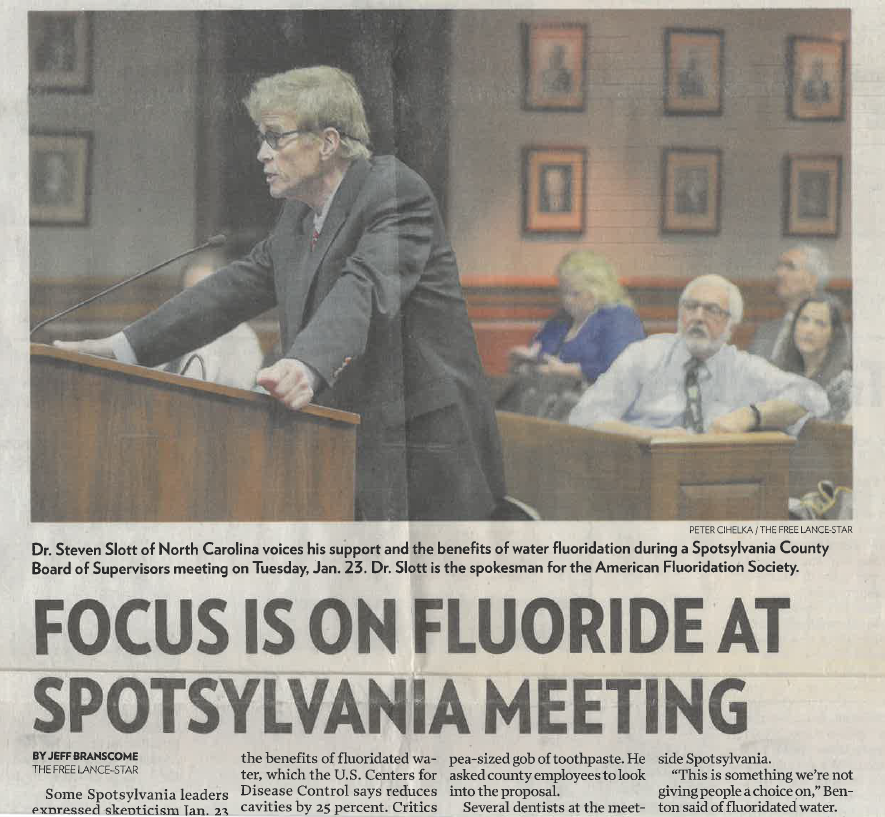 PETER CIHELKA / THE FREE LANCE-STAR
Dr. Steven Slott of North Carolina voices his support and the benefits of water fluoridation during a Spotsylvania County
Board of Supervisors meeting on Tuesday, Jan. 23. Dr. Slott is the spokesman for the American Fluoridation Society.
FOCUS IS ON FLUORIDE AT
SPOTSYLVANIA MEETING
BY JEFF BRANSCOME
THE FREE LANCE-STAR
Some Spotsylvania leaders
expressed skepticism Jan. 23
the benefits of fluoridated wa-
ter, which the U.S. Centers for
Disease Control says reduces
cavities by 25 percent. Critics
pea-sized gob of toothpaste. He
asked county employees to look
into the proposal.
Several dentists at the meet-
side Spotsylvania.
"This is something we're not
giving people a choice on," Ben-
ton said of fluoridated water.